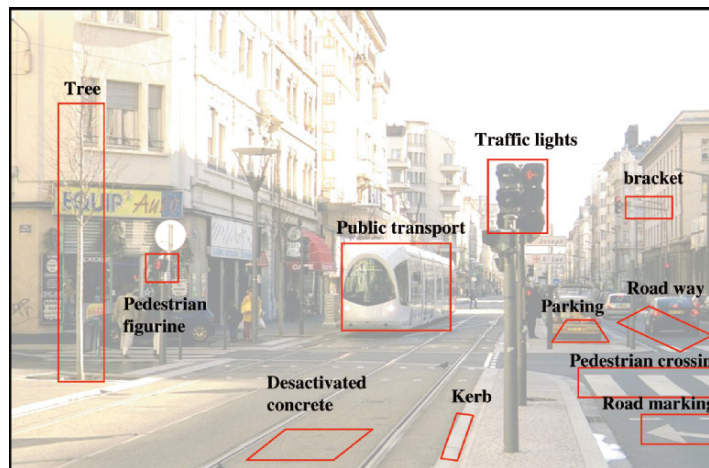 Tree
Traffic lights
bracket
EQUIP' Auto
Public transport
Pedestrian
figurine
Parking
Road way
Pedestrian crossin
Desactivated
concrete
Kerb
Road marking